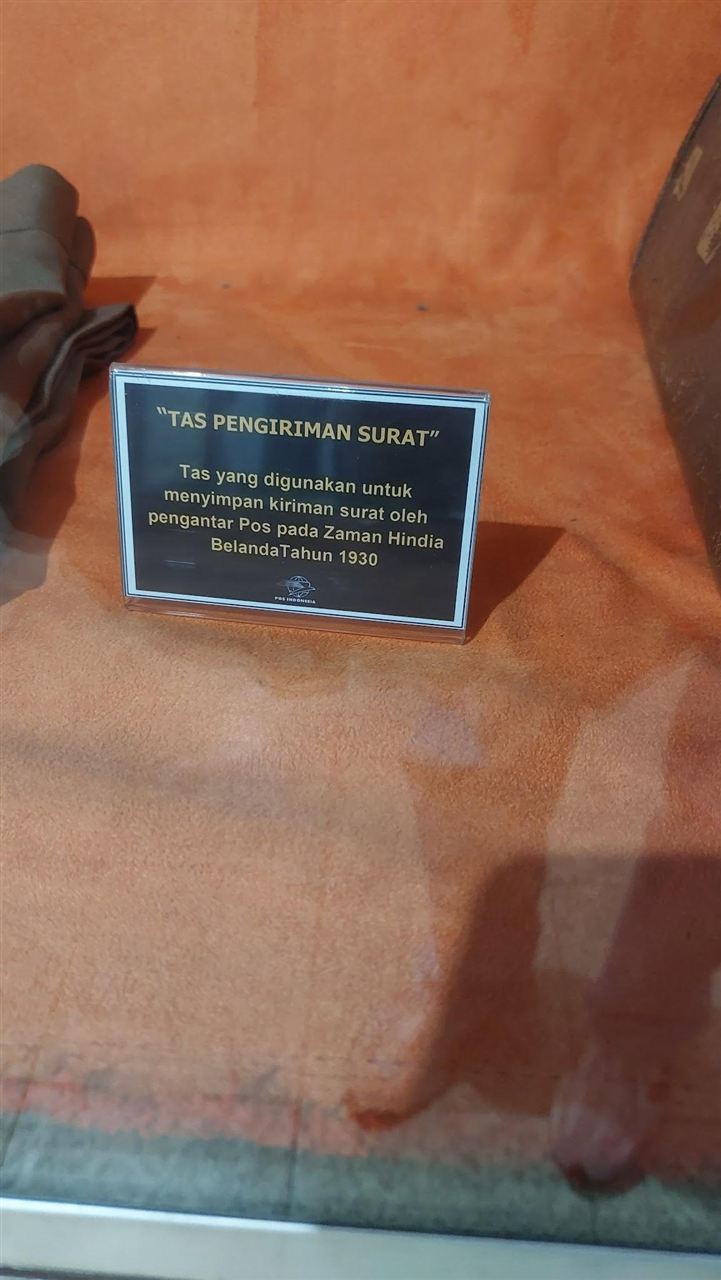 “TAS PENGIRIMAN SURAT”
Tas yang digunakan untuk
menyimpan kiriman surat oleh
pengantar Pos pada Zaman Hindia
BelandaTahun 1930
POS INDONESIA